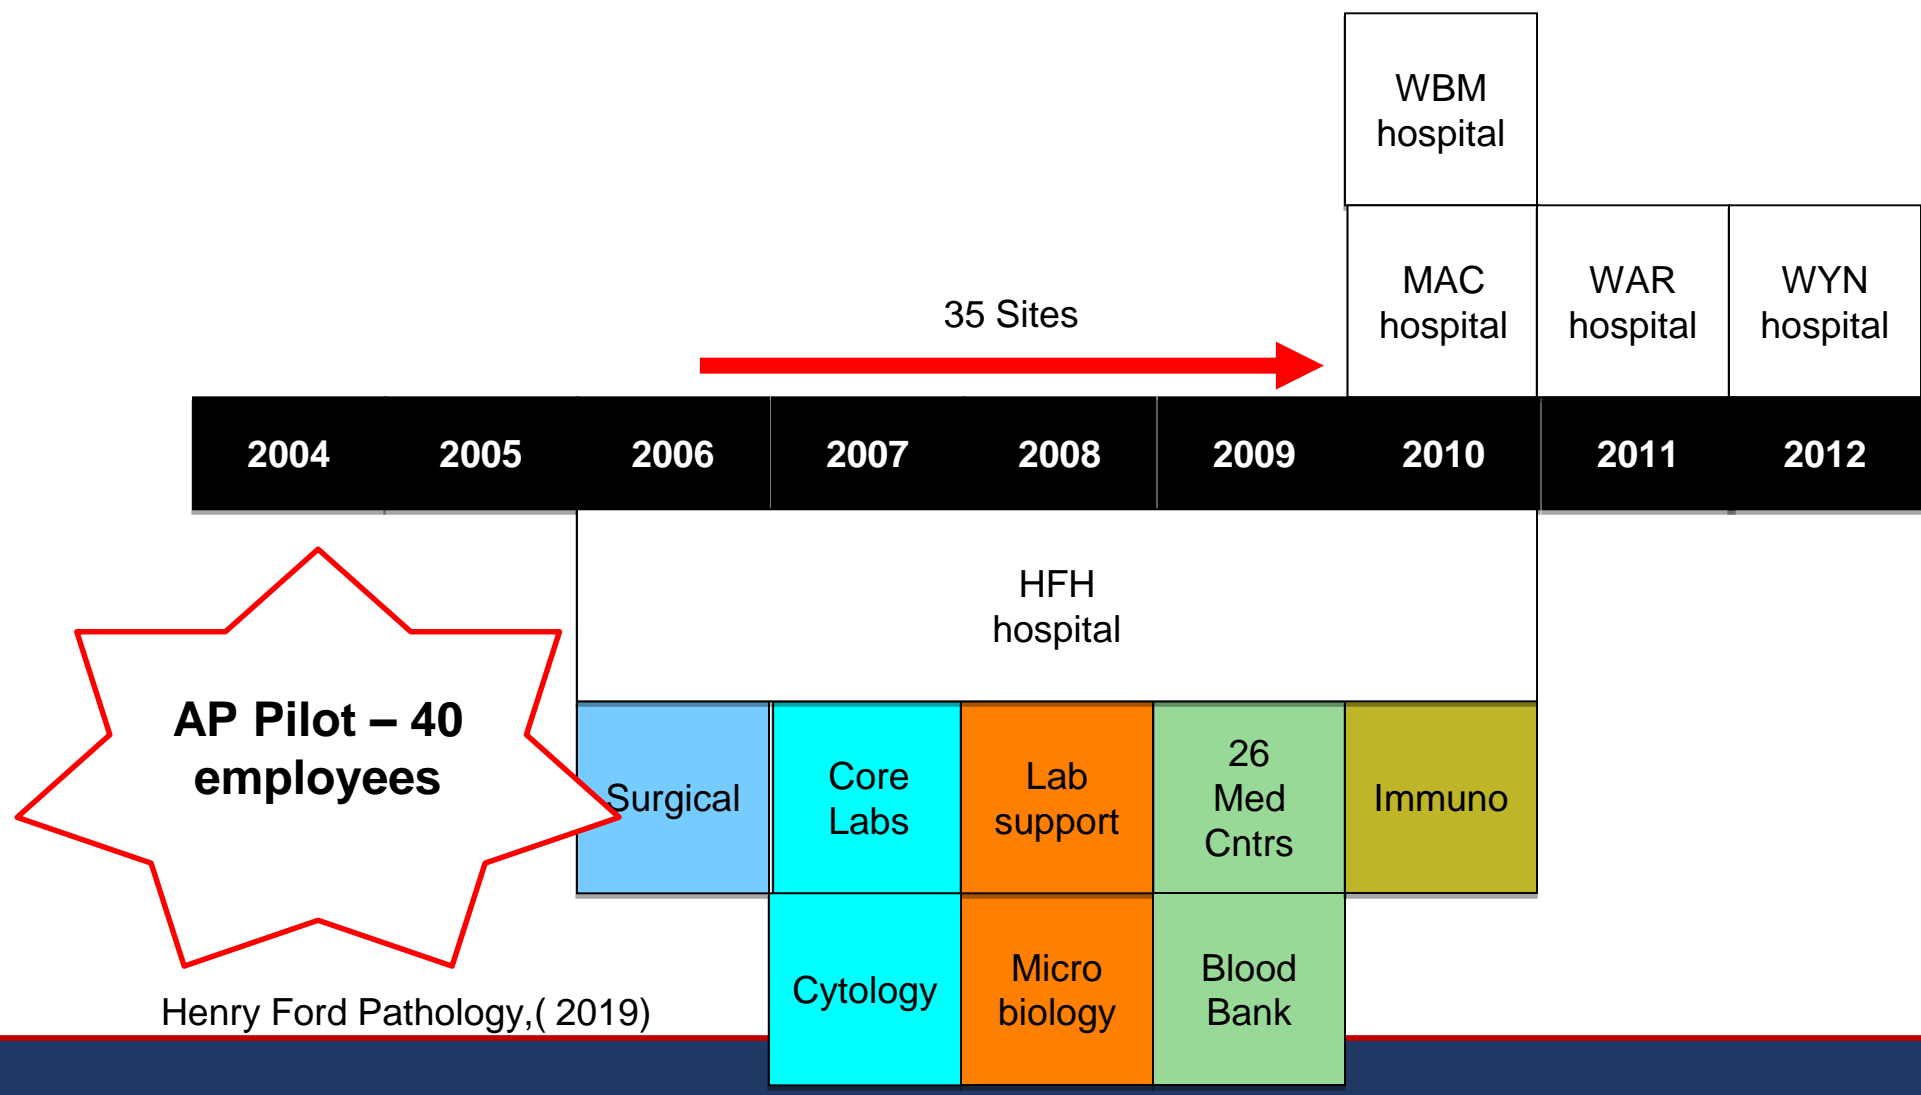 WBM
hospital
MAC
hospital
WAR
hospital
WYN
hospital
35 Sites
2004
2005
2006
2007
2008
2009
2010
2011
2012
HFH
hospital
AP Pilot – 40
employees
Surgical
Core
Labs
Lab
support
26
Med
Cntrs
Immuno
Cytology
Micro
biology
Blood
Bank
Henry Ford Pathology,( 2019)